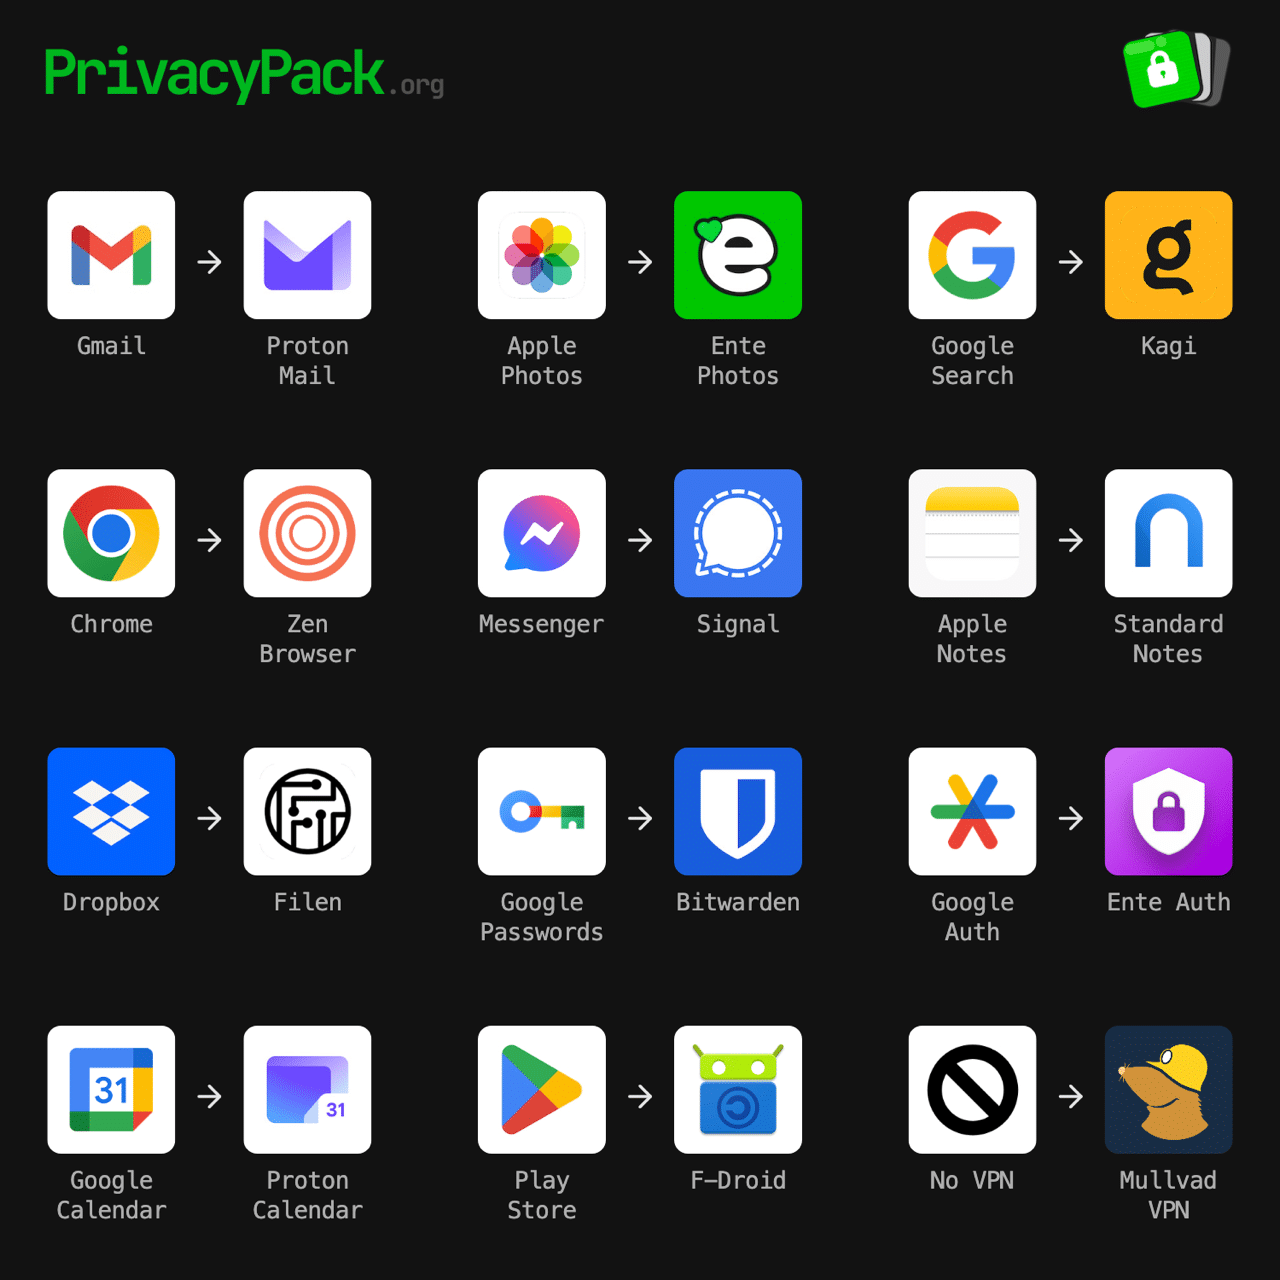 PrivacyPack.org
Gmail
Proton
Mail
Apple
Photos
Ente
Photos
Google
Search
Kagi
Chrome
Zen
Browser
Messenger
Signal
Apple
Notes
Standard
Notes
Dropbox
Filen
Google
Passwords
Bitwarden
Google
Auth
Ente Auth
31
Google
Calendar
31
Proton
Calendar
Play
Store
F-Droid
No VPN
Mullvad
VPN